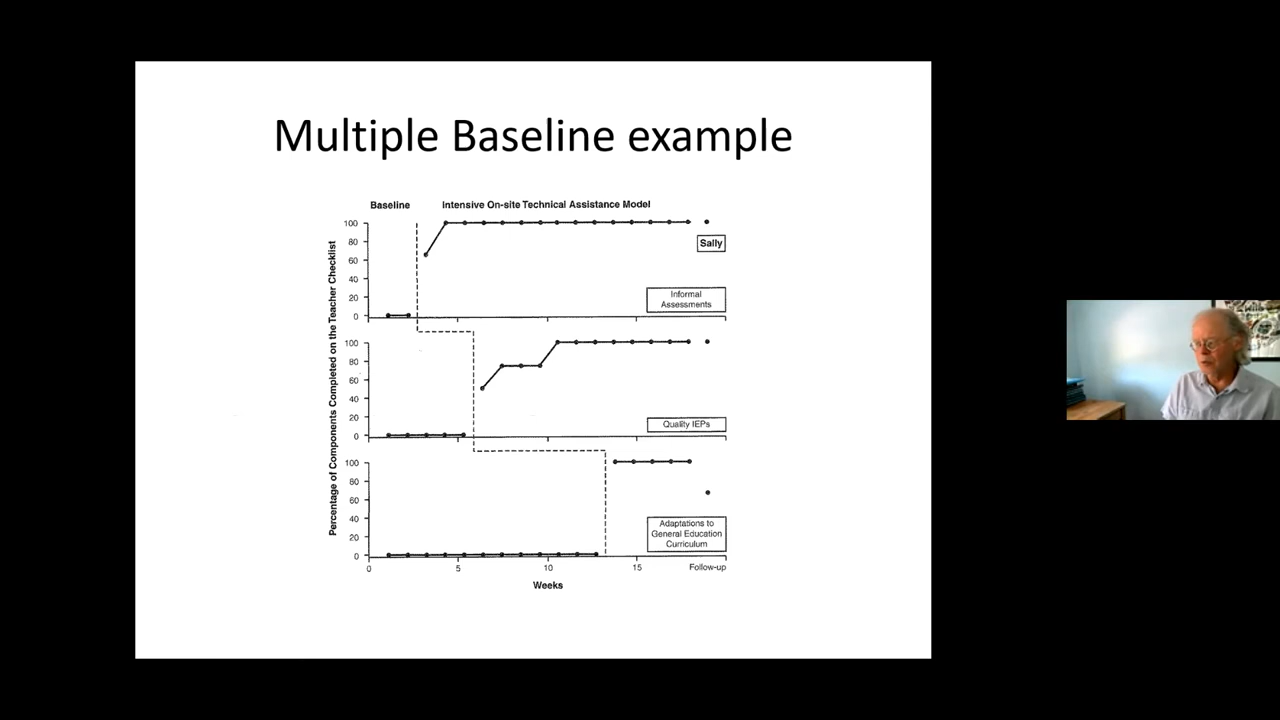 Multiple Baseline example
Baseline
Intensive On-site Technical Assistance Model
Percentage of Components Completed on the Teacher Checklist
100
80
60
40
20
0
Sally
Informal
Assessments
100
80
60
40
20
0
Quality IEPs
100
80
60
40
20
0
Adaptations to
General Education
Curriculum
0
5
10
15
Follow-up
Weeks